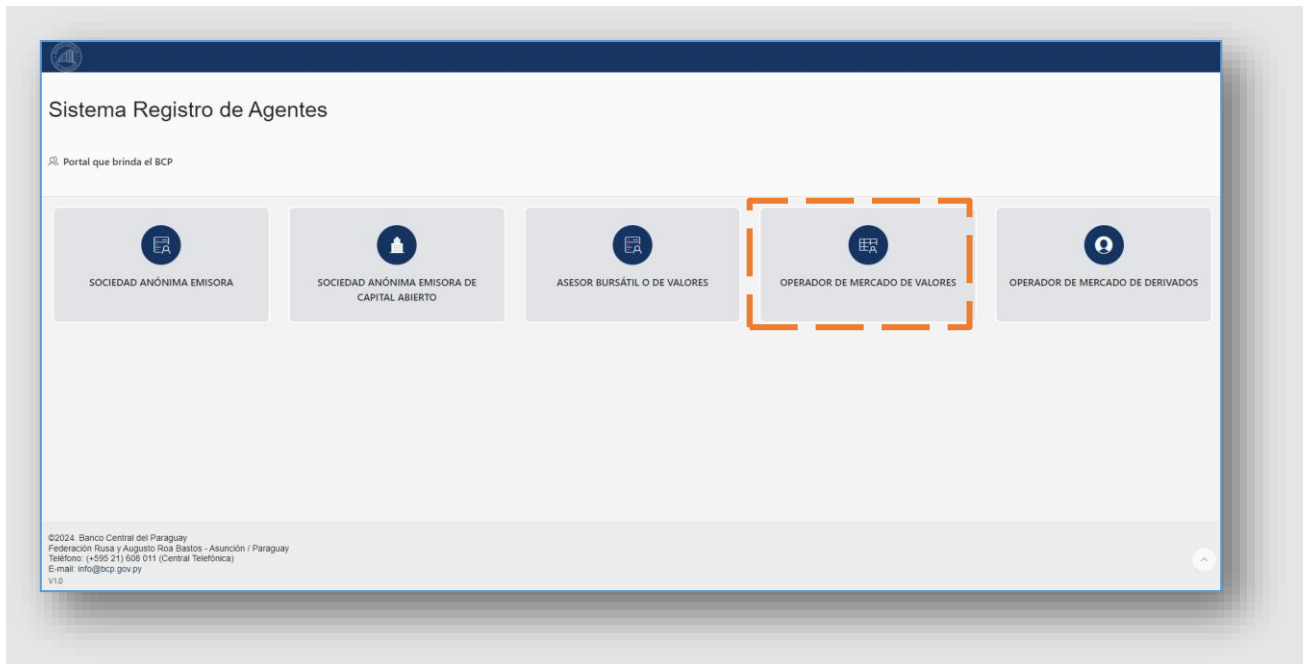 Sistema Registro de Agentes
Portal que brinda el BCP
SOCIEDAD ANÓNIMA EMISORA
SOCIEDAD ANÓNIMA EMISORA DE
CAPITAL ABIERTO
ASESOR BURSÁTIL O DE VALORES
OPERADOR DE MERCADO DE VALORES
OPERADOR DE MERCADO DE DERIVADOS
©2024. Banco Central del Paraguay
Federación Rusa y Augusto Roa Bastos - Asunción / Paraguay
Teléfono: (+595 21) 608 011 (Central Telefónica)
E-mail: info@bcp.gov.py
V1.0